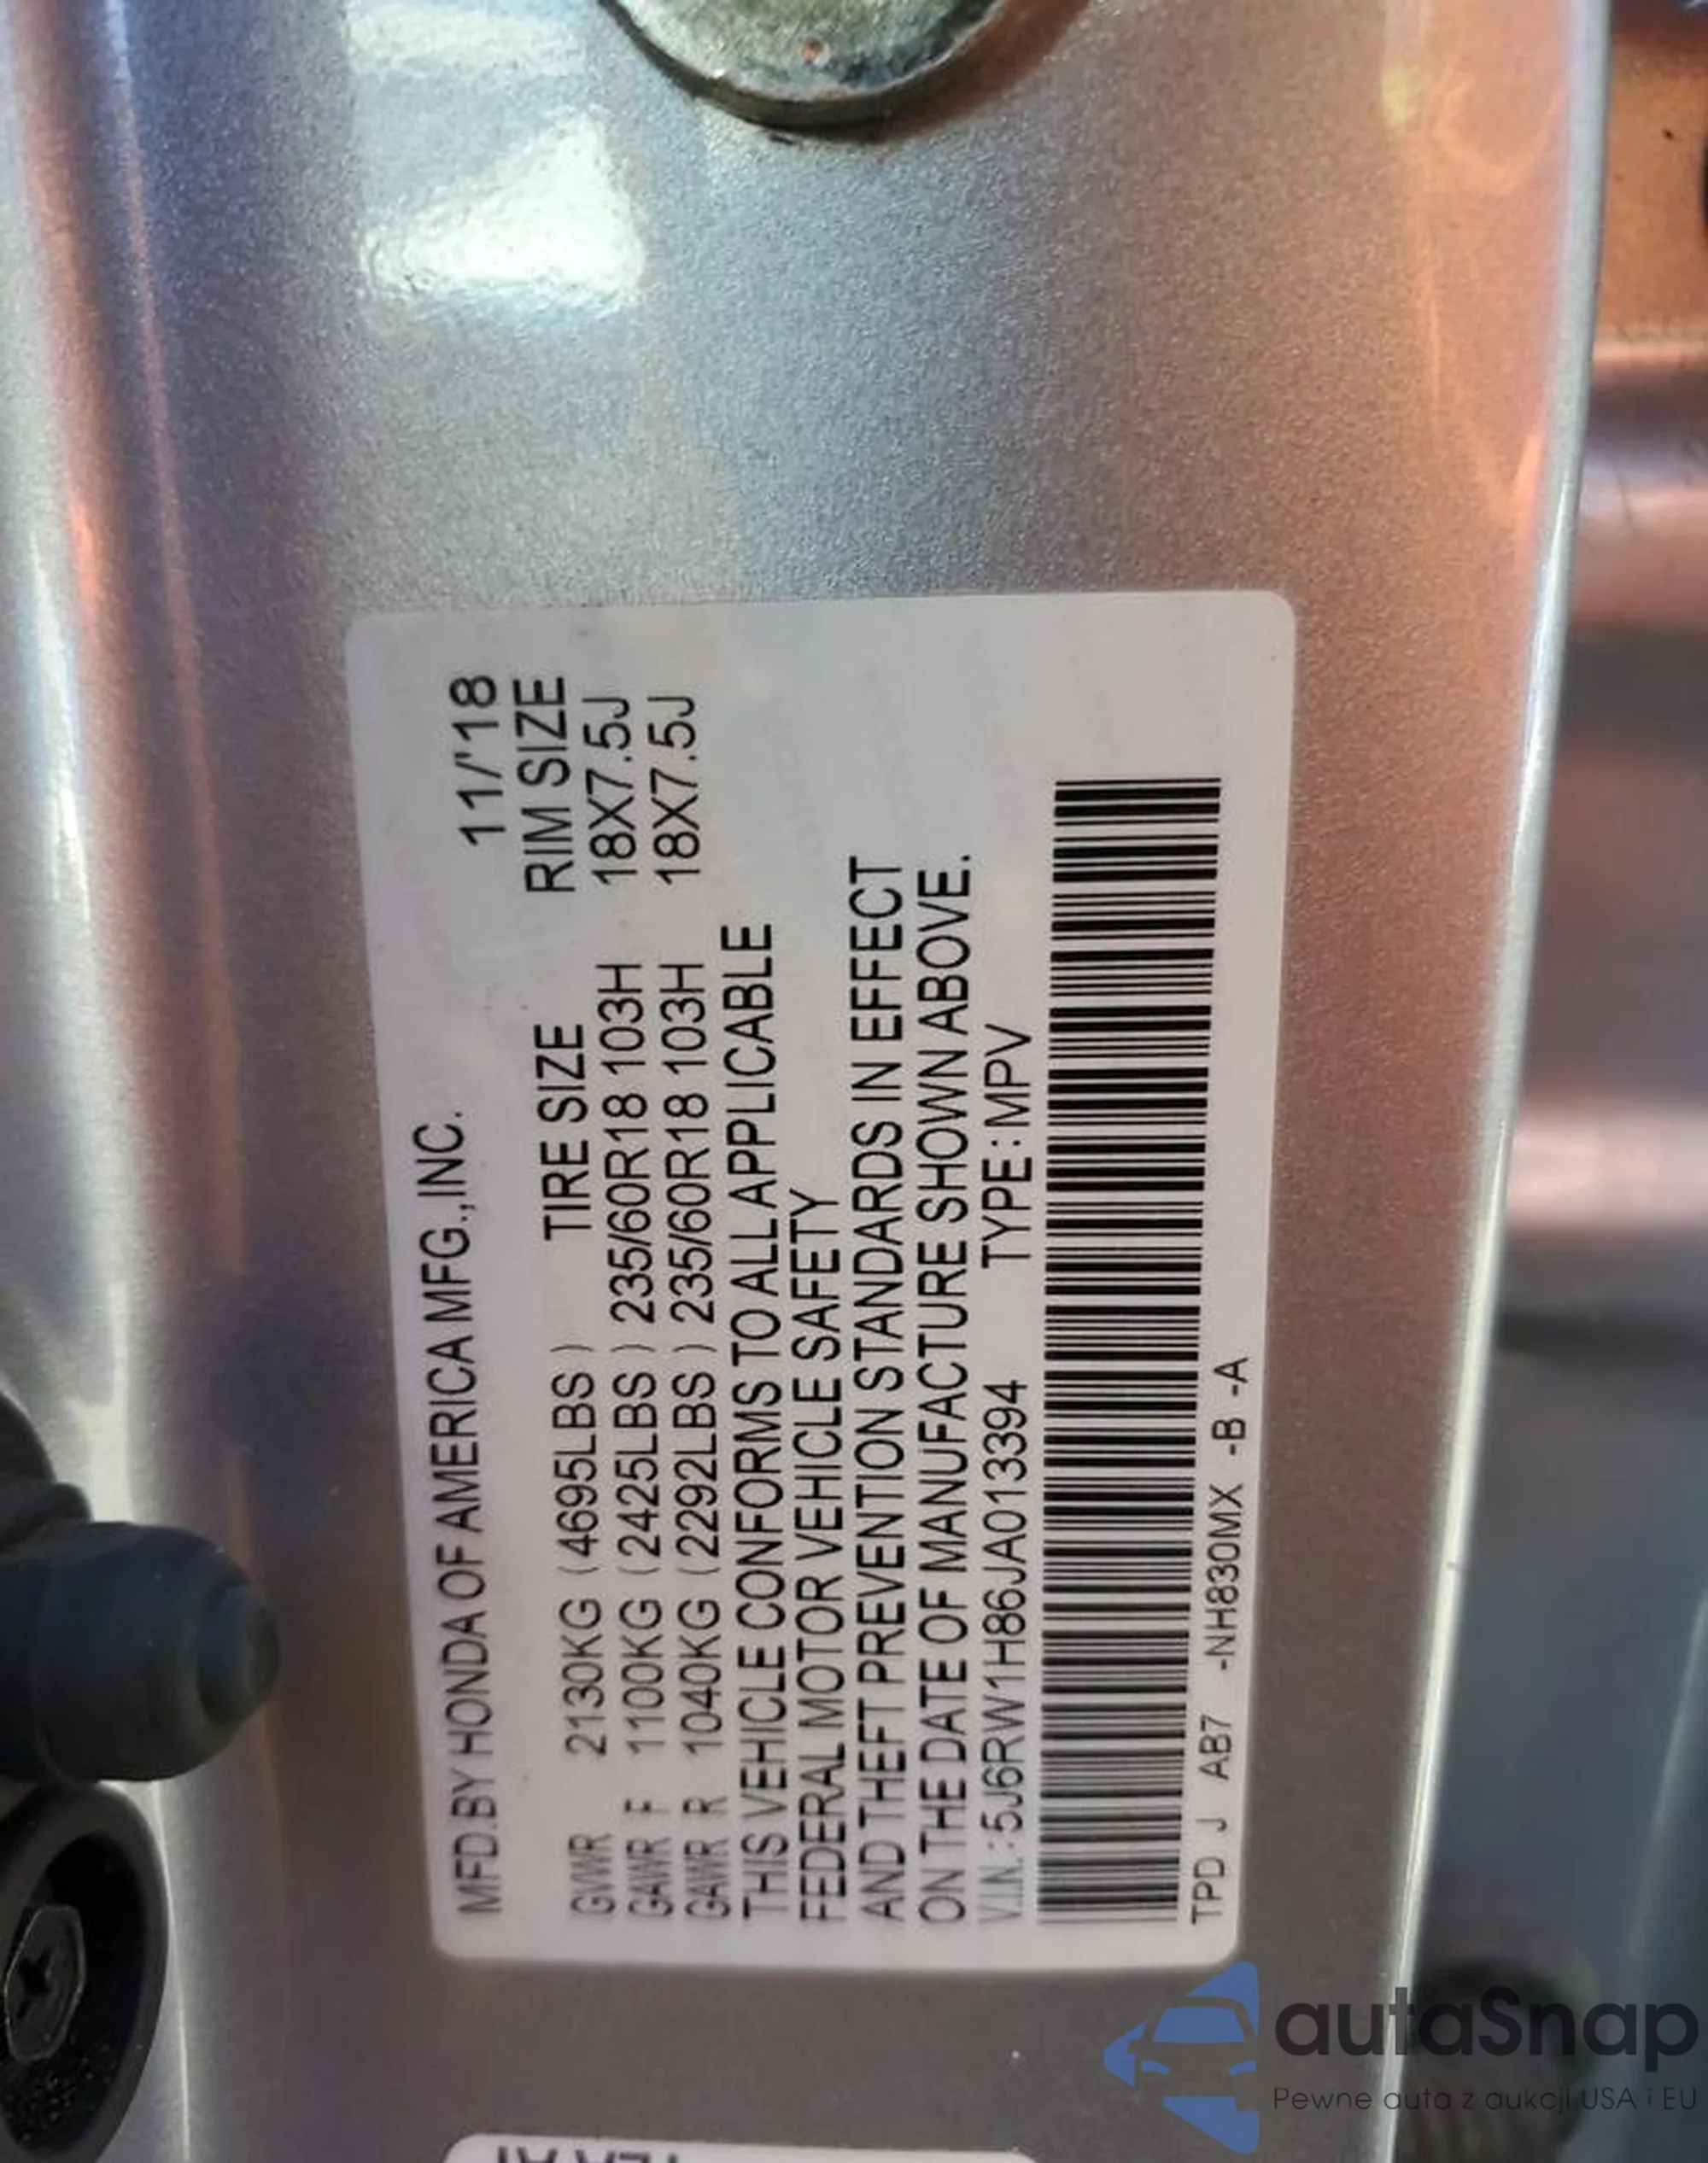 MFD.BY HONDA OF AMERICA MFG.,INC.
11/'18
TIRE SIZE RIM SIZE
GVWR 2130KG (4695LBS)
GAWR F 1100KG (2425LBS) 235/60R18 103H 18X7.5J
GAWR R 1040KG (2292LBS) 235/60R18 103H 18X7.5J
THIS VEHICLE CONFORMS TO ALL APPLICABLE
FEDERAL MOTOR VEHICLE SAFETY
AND THEFT PREVENTION STANDARDS IN EFFECT
ON THE DATE OF MANUFACTURE SHOWN ABOVE.
V.I.N.:5J6RW1H86JA013394 TYPE:MPV
TPD J AB7 -NH830MX -B -A
autaSnap
Pewne auta z aukcji USA i EU